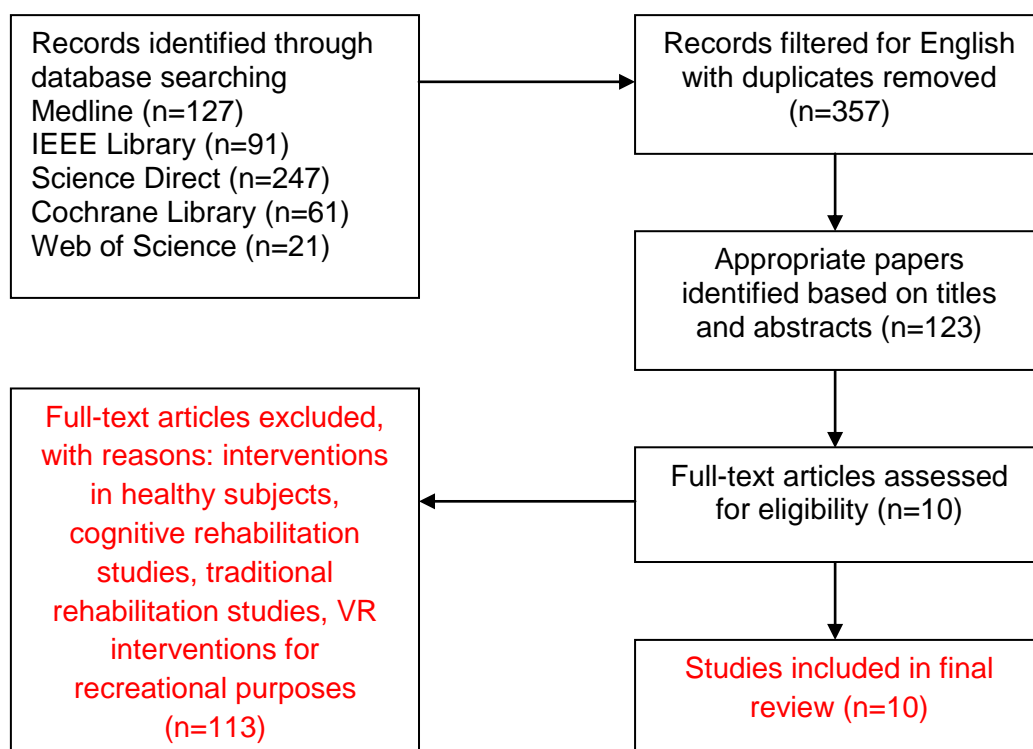 Records identified through
database searching
Medline (n=127)
IEEE Library (n=91)
Science Direct (n=247)
Cochrane Library (n=61)
Web of Science (n=21)
Records filtered for English
with duplicates removed
(n=357)
Appropriate papers
identified based on titles
and abstracts (n=123)
Full-text articles excluded,
with reasons: interventions
in healthy subjects,
cognitive rehabilitation
studies, traditional
rehabilitation studies, VR
interventions for
recreational purposes
(n=113)
Full-text articles assessed
for eligibility (n=10)
Studies included in final
review (n=10)